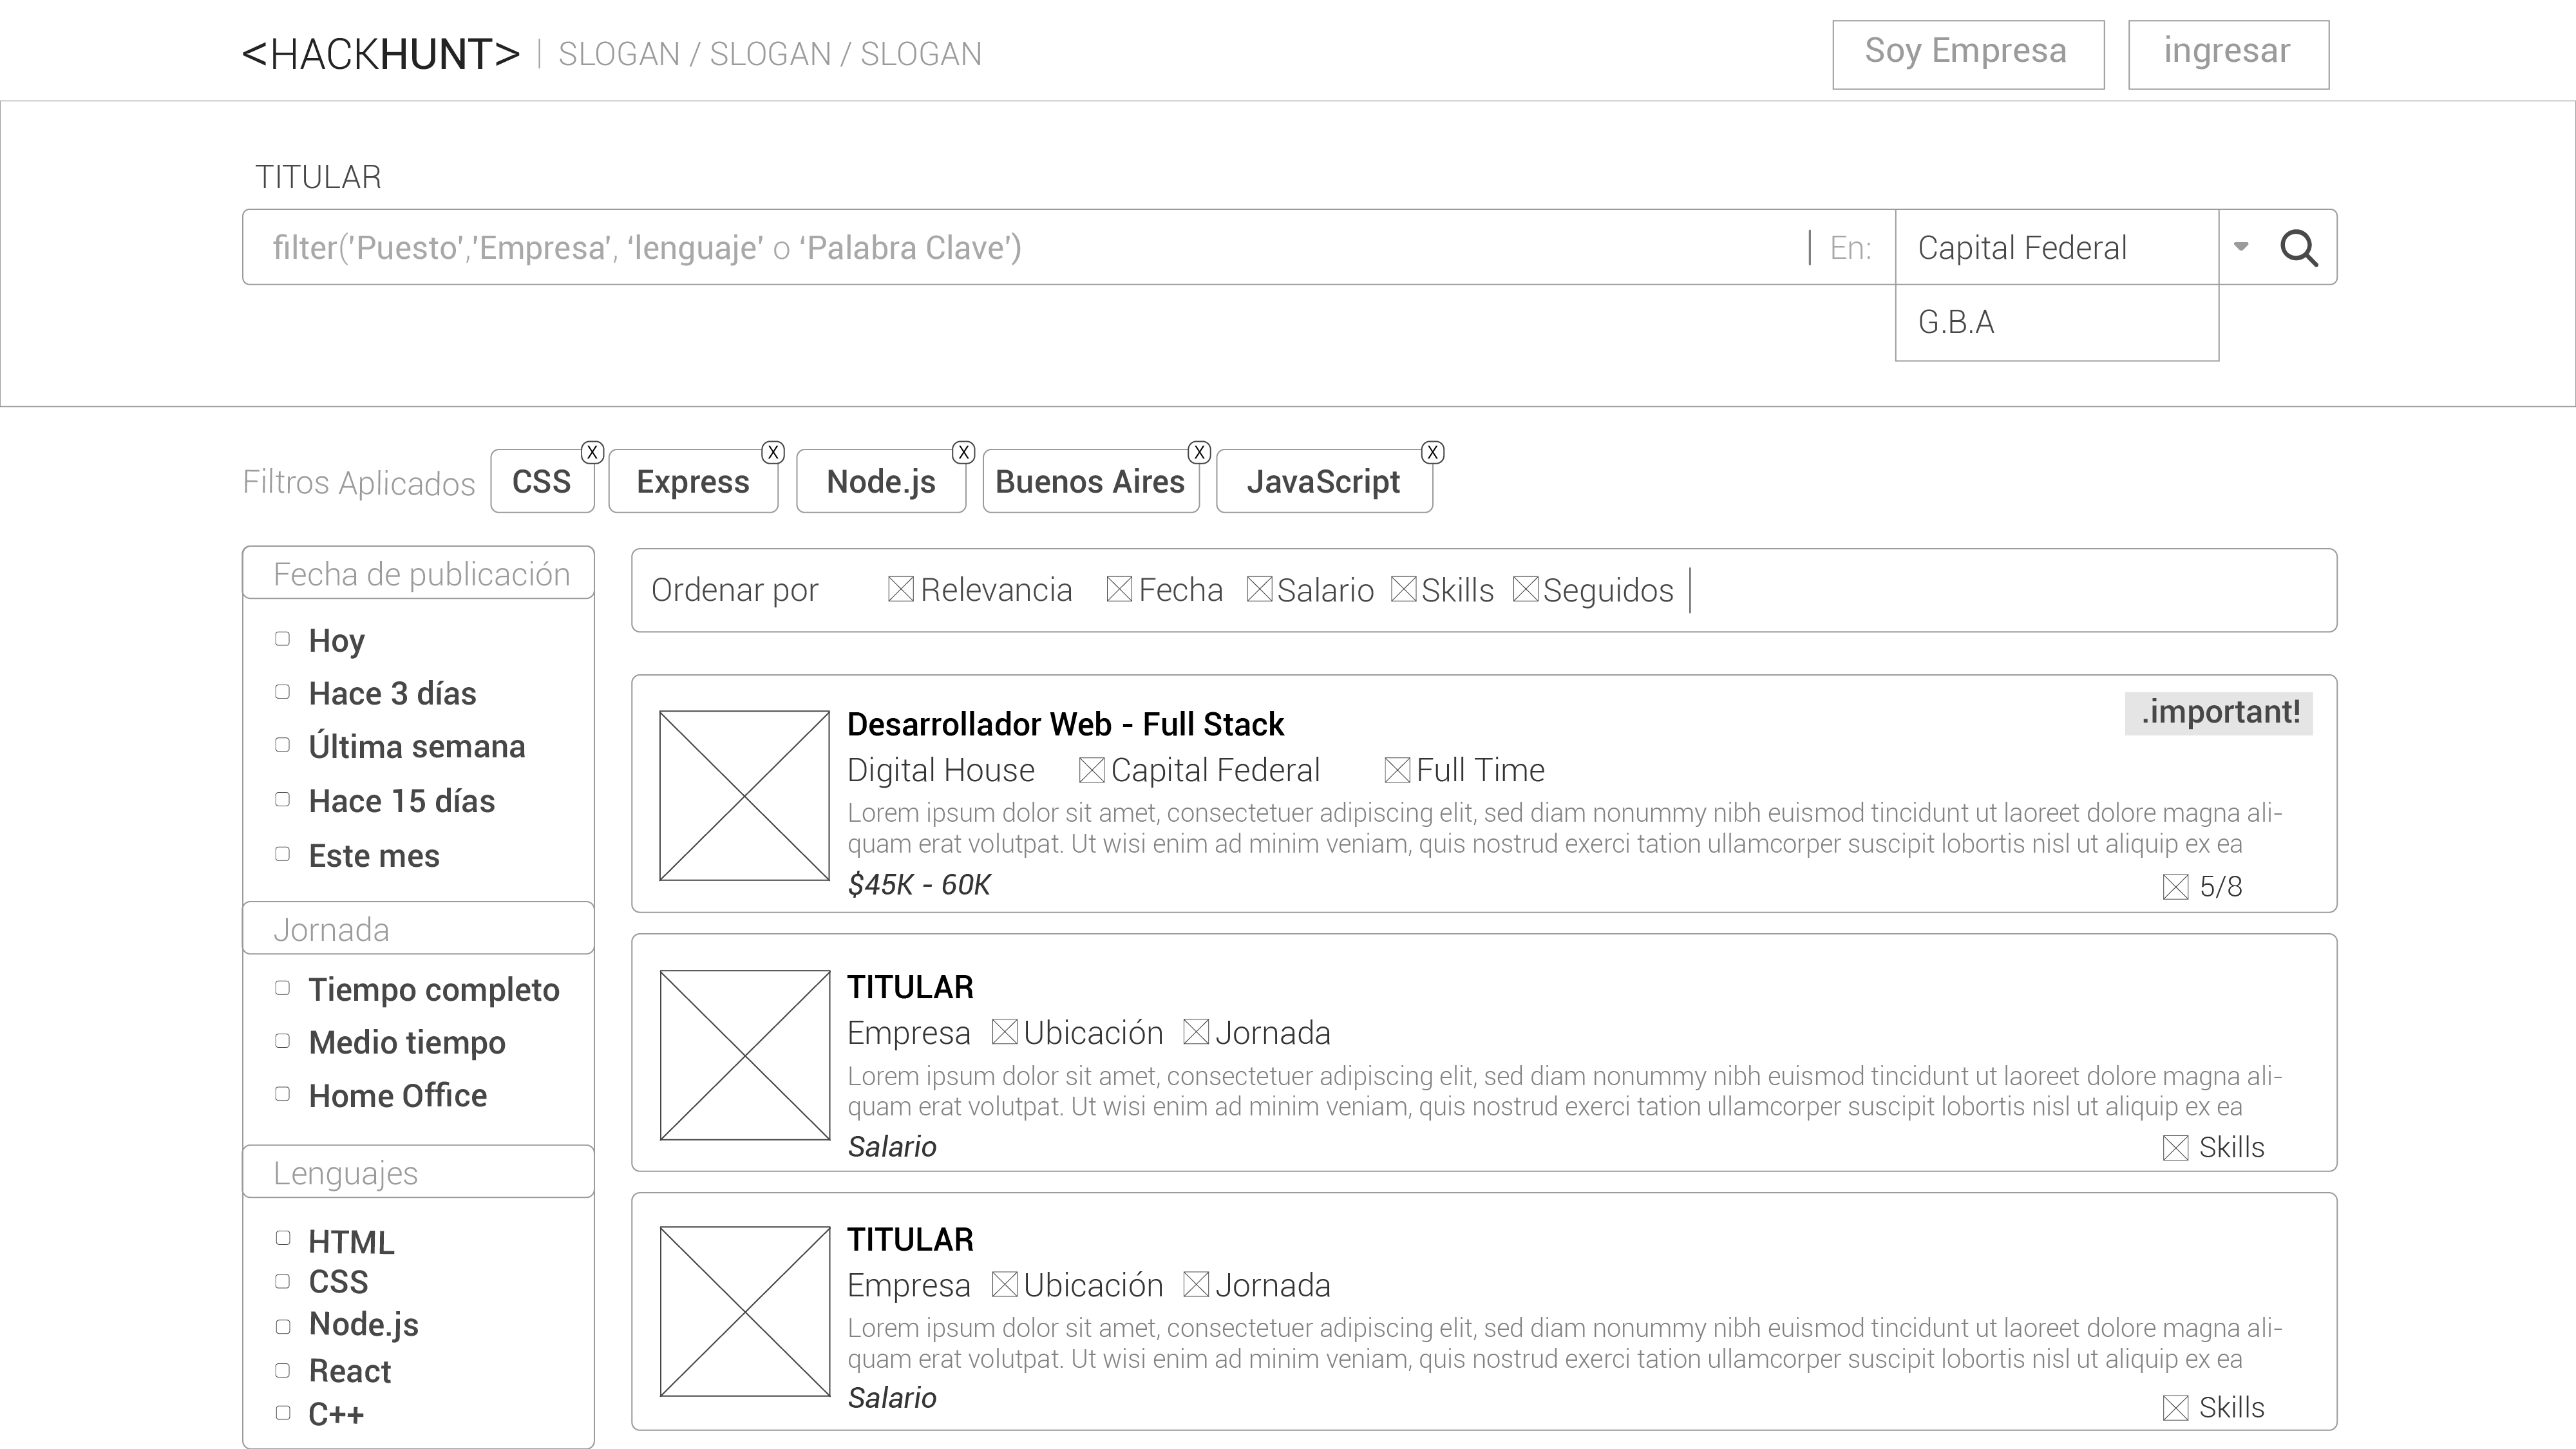 <HACKHUNT> | SLOGAN / SLOGAN / SLOGAN
Soy Empresa
ingresar
TITULAR
filter('Puesto','Empresa', ‘lenguaje’ o ‘Palabra Clave’)
| En:
Capital Federal
G.B.A
Filtros Aplicados
CSS X
Express X
Node.js X
Buenos Aires X
JavaScript X
Fecha de publicación
Hoy
Hace 3 días
Última semana
Hace 15 días
Este mes
Jornada
Tiempo completo
Medio tiempo
Home Office
Lenguajes
HTML
CSS
Node.js
React
C++
Ordenar por Relevancia Fecha Salario Skills Seguidos |
Desarrollador Web - Full Stack
.important!
Digital House Capital Federal Full Time
Lorem ipsum dolor sit amet, consectetuer adipiscing elit, sed diam nonummy nibh euismod tincidunt ut laoreet dolore magna ali-
quam erat volutpat. Ut wisi enim ad minim veniam, quis nostrud exerci tation ullamcorper suscipit lobortis nisl ut aliquip ex ea
$45K - 60K
5/8
TITULAR
Empresa Ubicación Jornada
Lorem ipsum dolor sit amet, consectetuer adipiscing elit, sed diam nonummy nibh euismod tincidunt ut laoreet dolore magna ali-
quam erat volutpat. Ut wisi enim ad minim veniam, quis nostrud exerci tation ullamcorper suscipit lobortis nisl ut aliquip ex ea
Salario
Skills
TITULAR
Empresa Ubicación Jornada
Lorem ipsum dolor sit amet, consectetuer adipiscing elit, sed diam nonummy nibh euismod tincidunt ut laoreet dolore magna ali-
quam erat volutpat. Ut wisi enim ad minim veniam, quis nostrud exerci tation ullamcorper suscipit lobortis nisl ut aliquip ex ea
Salario
Skills